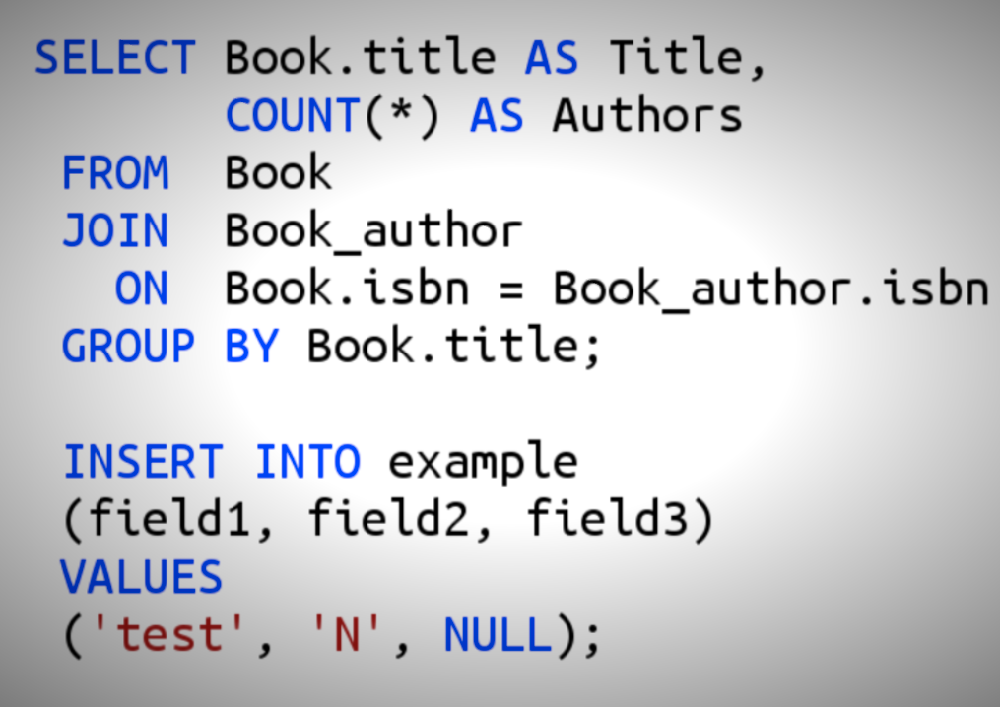 SELECT Book.title AS Title,
       COUNT(*) AS Authors
 FROM  Book
 JOIN  Book_author
   ON  Book.isbn = Book_author.isbn
 GROUP BY Book.title;

 INSERT INTO example
 (field1, field2, field3)
 VALUES
 ('test', 'N', NULL);